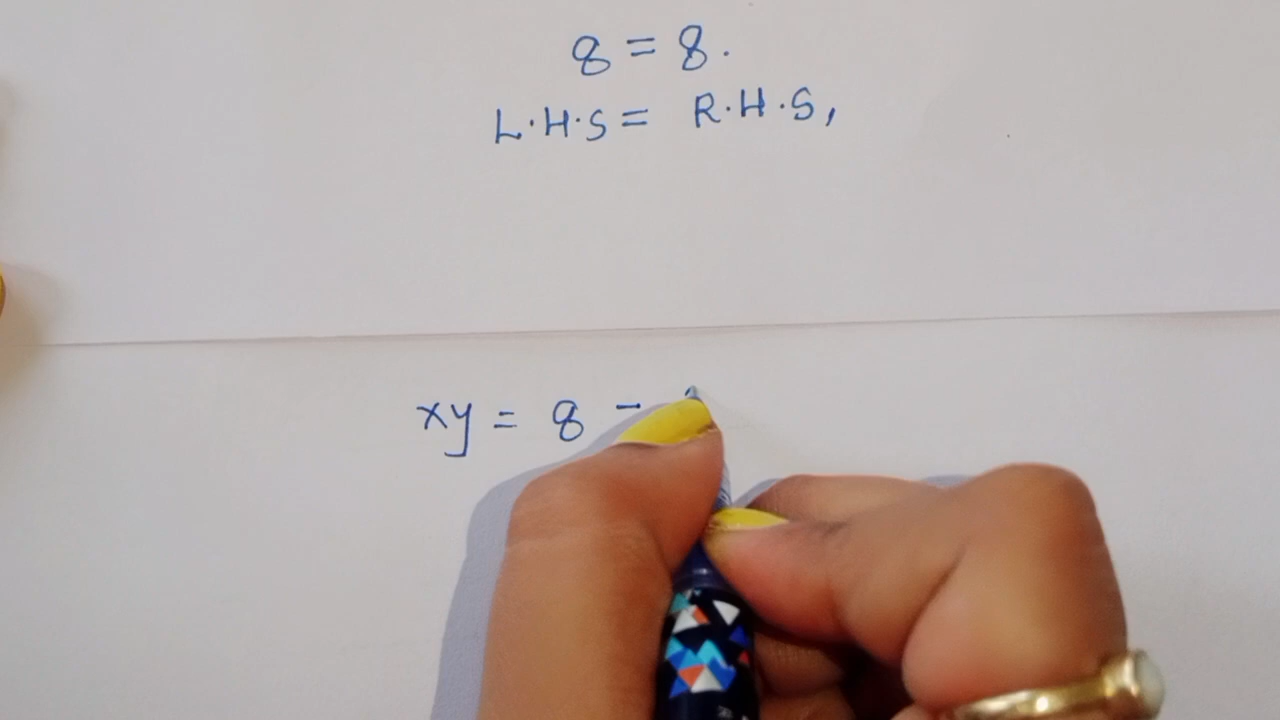 8 = 8.
L.H.S = R.H.S,
xy = 8 -